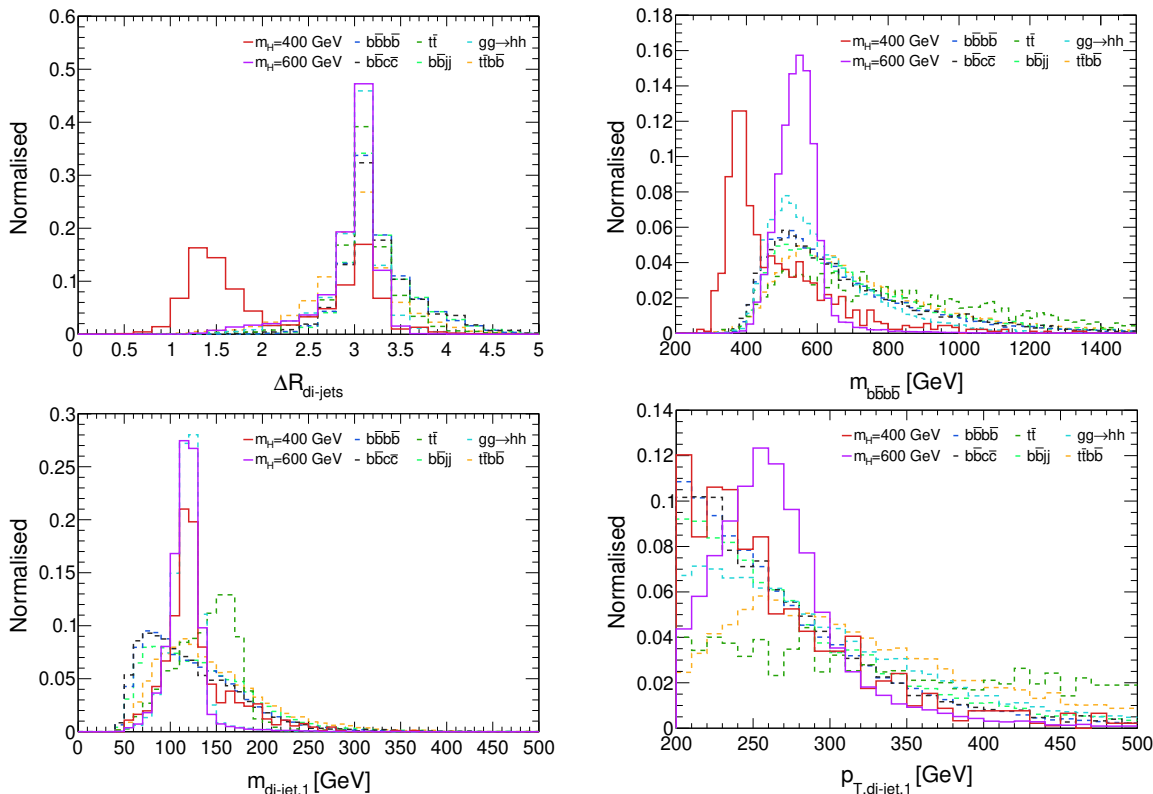 0.6
0.5
0.4
0.3
0.2
0.1
0
Normalised
m_H=400 GeV bb̅bb̅ tt̅ gg→hh
m_H=600 GeV bb̅cc̅ bb̅jj tt̅bb̅
0 0.5 1 1.5 2 2.5 3 3.5 4 4.5 5
ΔR_di-jets
0.18
0.16
0.14
0.12
0.1
0.08
0.06
0.04
0.02
0
Normalised
m_H=400 GeV bb̅bb̅ tt̅ gg→hh
m_H=600 GeV bb̅cc̅ bb̅jj tt̅bb̅
200 400 600 800 1000 1200 1400
m_bb̅bb̅ [GeV]
0.3
0.25
0.2
0.15
0.1
0.05
0
Normalised
m_H=400 GeV bb̅bb̅ tt̅ gg→hh
m_H=600 GeV bb̅cc̅ bb̅jj tt̅bb̅
0 50 100 150 200 250 300 350 400 450 500
m_di-jet,1 [GeV]
0.14
0.12
0.1
0.08
0.06
0.04
0.02
0
Normalised
m_H=400 GeV bb̅bb̅ tt̅ gg→hh
m_H=600 GeV bb̅cc̅ bb̅jj tt̅bb̅
200 250 300 350 400 450 500
p_T,di-jet,1 [GeV]